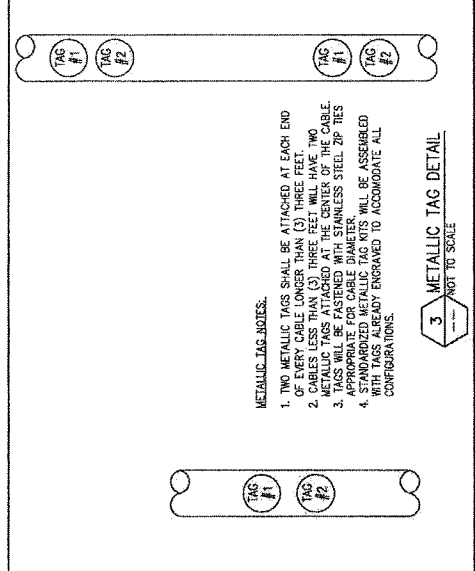 TAG #1
TAG #2
TAG #1
TAG #2
METALLIC TAG NOTES:
1. TWO METALLIC TAGS SHALL BE ATTACHED AT EACH END
OF EVERY CABLE LONGER THAN (3) THREE FEET.
2. CABLES LESS THAN (3) THREE FEET WILL HAVE TWO
METALLIC TAGS ATTACHED AT THE CENTER OF THE CABLE.
3. TAGS WILL BE FASTENED WITH STAINLESS STEEL ZIP TIES
APPROPRIATE FOR CABLE DIAMETER.
4. STANDARDIZED METALLIC TAG KITS WILL BE ASSEMBLED
WITH TAGS ALREADY ENGRAVED TO ACCOMODATE ALL
CONFIGURATIONS.
TAG #1
TAG #2
3 METALLIC TAG DETAIL
-- NOT TO SCALE